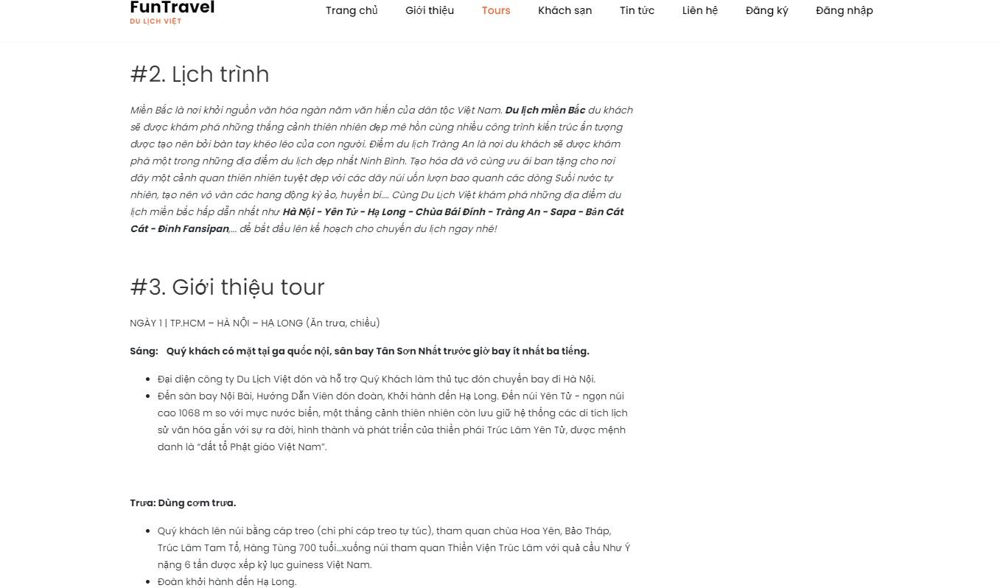 FunTravel
DU LỊCH VIỆT
Trang chủ Giới thiệu Tours Khách sạn Tin tức Liên hệ Đăng ký Đăng nhập
#2. Lịch trình
Miền Bắc là nơi khởi nguồn văn hóa ngàn năm văn hiến của dân tộc Việt Nam. Du lịch miền Bắc du khách
sẽ được khám phá những thắng cảnh thiên nhiên đẹp mê hồn cùng nhiều công trình kiến trúc ấn tượng
được tạo nên bởi bàn tay khéo léo của con người. Điểm du lịch Tràng An là nơi du khách sẽ được khám
phá một trong những địa điểm du lịch đẹp nhất Ninh Bình. Tạo hóa đã vô cùng ưu ái ban tặng cho nơi
đây một cảnh quan thiên nhiên tuyệt đẹp với các dãy núi uốn lượn bao quanh các dòng Suối nước tự
nhiên, tạo nên vô vàn các hang động kỳ ảo, huyền bí.... Cùng Du Lịch Việt khám phá những địa điểm du
lịch miền bắc hấp dẫn nhất như Hà Nội - Yên Tử - Hạ Long - Chùa Bái Đính - Tràng An - Sapa - Bản Cát
Cát - Đỉnh Fansipan,... để bắt đầu lên kế hoạch cho chuyến du lịch ngay nhé!
#3. Giới thiệu tour
NGÀY 1 | TP.HCM – HÀ NỘI – HẠ LONG (Ăn trưa, chiều)
Sáng: Quý khách có mặt tại ga quốc nội, sân bay Tân Sơn Nhất trước giờ bay ít nhất ba tiếng.
• Đại diện công ty Du Lịch Việt đón và hỗ trợ Quý Khách làm thủ tục đón chuyến bay đi Hà Nội.
• Đến sân bay Nội Bài, Hướng Dẫn Viên đón đoàn, Khởi hành đến Hạ Long. Đến núi Yên Tử - ngọn núi
cao 1068 m so với mực nước biển, một thắng cảnh thiên nhiên còn lưu giữ hệ thống các di tích lịch
sử văn hóa gắn với sự ra đời, hình thành và phát triển của thiền phái Trúc Lâm Yên Tử, được mệnh
danh là “đất tổ Phật giáo Việt Nam”.
Trưa: Dùng cơm trưa.
• Quý khách lên núi bằng cáp treo (chi phí cáp treo tự túc), tham quan chùa Hoa Yên, Bảo Tháp,
Trúc Lâm Tam Tổ, Hàng Tùng 700 tuổi…xuống núi tham quan Thiền Viện Trúc Lâm với quả cầu Như Ý
nặng 6 tấn được xếp kỷ lục guiness Việt Nam.
• Đoàn khởi hành đến Hạ Long.